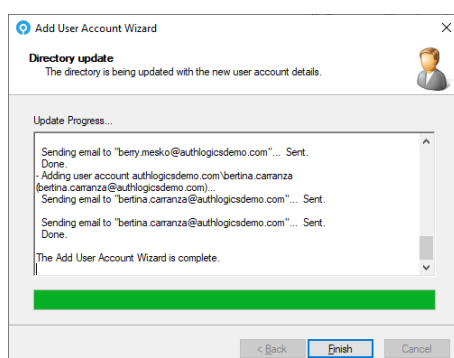 Add User Account Wizard
Directory update
The directory is being updated with the new user account details.
Update Progress...
Sending email to "berry.mesko@authlogicsdemo.com"... Sent.
Done.
- Adding user account authlogicsdemo.com\bertina.carranza
(bertina.carranza@authlogicsdemo.com)...
Sending email to "bertina.carranza@authlogicsdemo.com"... Sent.
Sending email to "bertina.carranza@authlogicsdemo.com"... Sent.
Done.
The Add User Account Wizard is complete.
< Back Finish Cancel